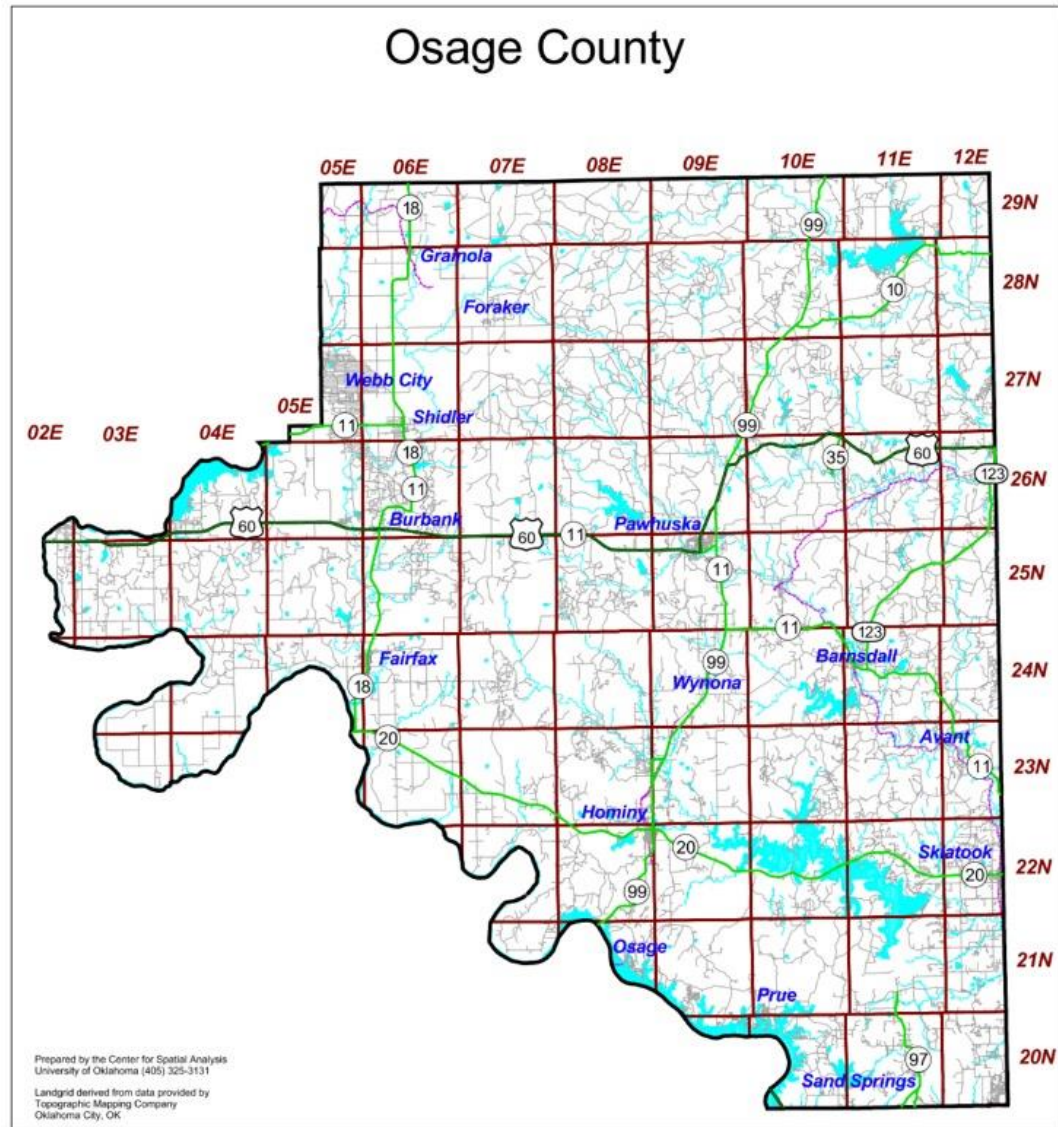 Osage County
05E 06E 07E 08E 09E 10E 11E 12E
29N
18
99
Grainola
28N
10
Foraker
27N
Webb City
05E
Shidler
11
99
02E 03E 04E
18
35
60
123
26N
11
Burbank
60
60
11
Pawhuska
11
25N
11
123
Barnsdall
Fairfax
99
Wynona
24N
18
20
Avant
11
23N
Hominy
20
Skiatook
20
22N
99
Osage
21N
Prue
97
20N
Sand Springs
Prepared by the Center for Spatial Analysis
University of Oklahoma (405) 325-3131
Landgrid derived from data provided by
Topographic Mapping Company
Oklahoma City, OK